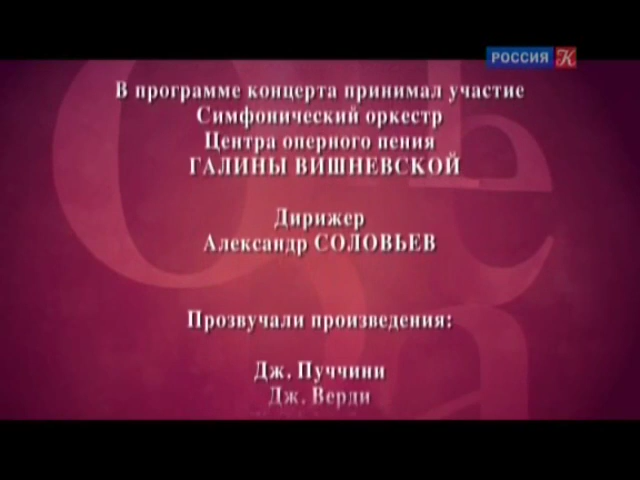 РОССИЯ К
В программе концерта принимал участие
Симфонический оркестр
Центра оперного пения
ГАЛИНЫ ВИШНЕВСКОЙ
Дирижер
Александр СОЛОВЬЕВ
Прозвучали произведения:
Дж. Пуччини
Дж. Верди